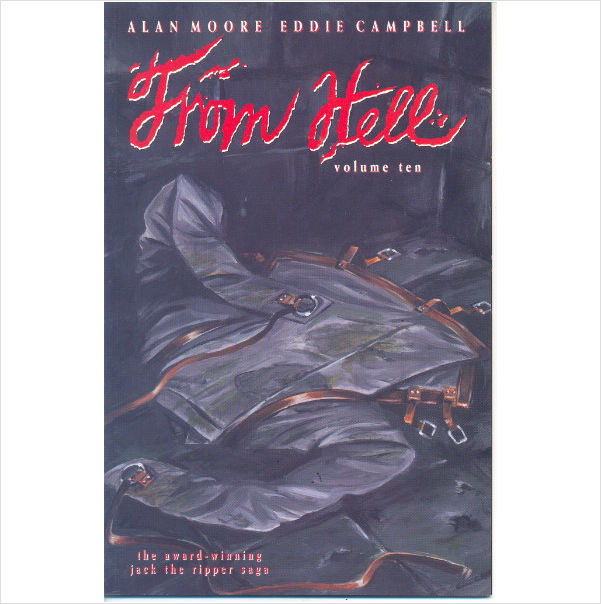 ALAN MOORE EDDIE CAMPBELL
From Hell
volume ten
the award-winning
jack the ripper saga